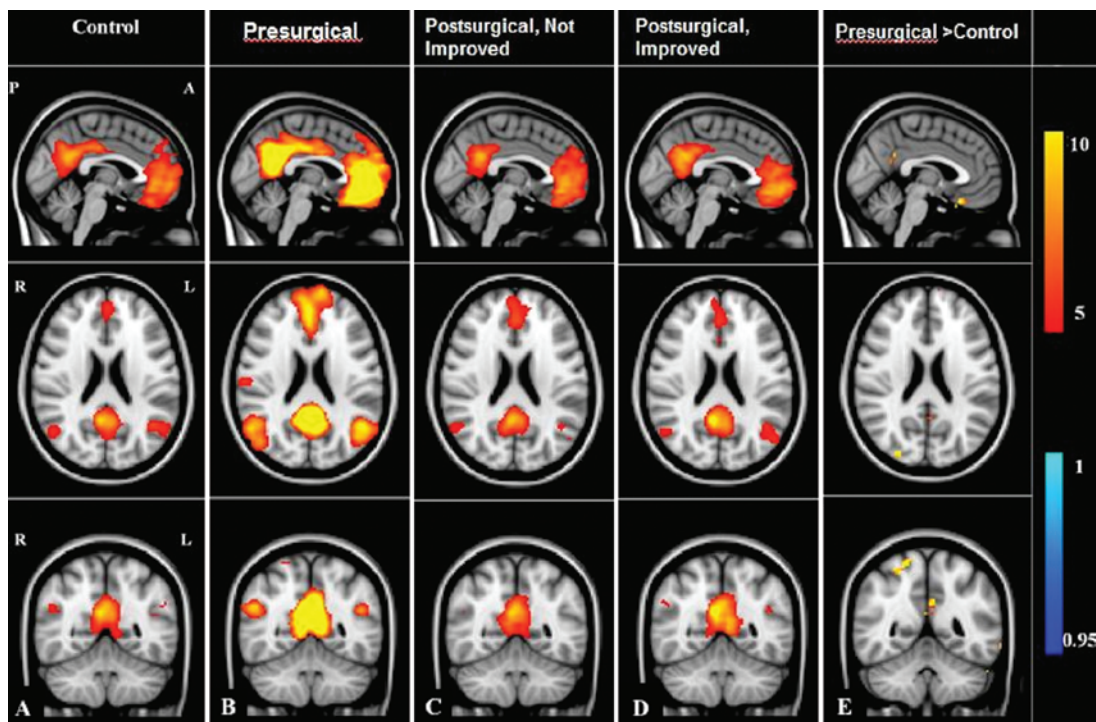 Control
Presurgical
Postsurgical, Not
Improved
Postsurgical,
Improved
Presurgical >Control
P A
R L
R L
A
B
C
D
E
10
5
1
0.95